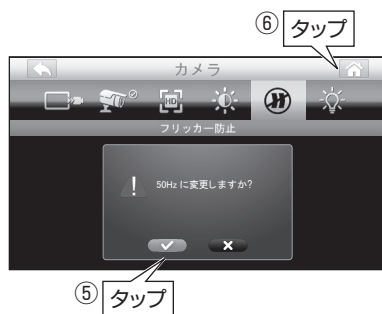 ⑥ タップ
カメラ
HD
フリッカー防止
50Hz に変更しますか?
⑤ タップ